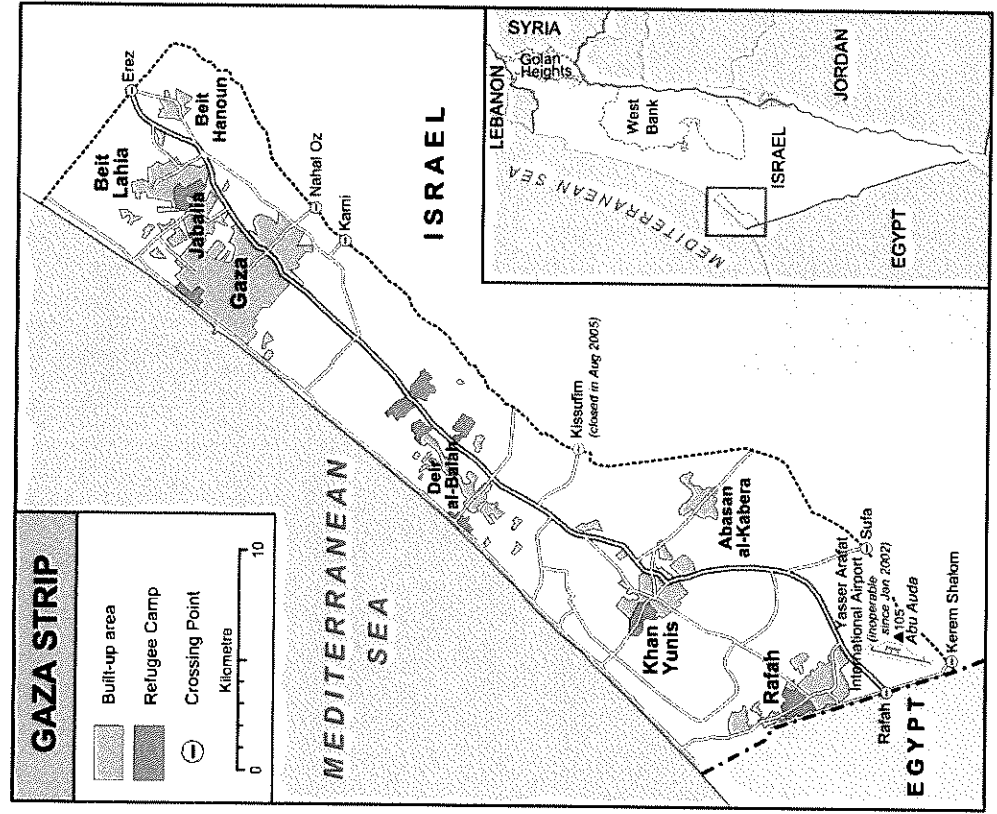 GAZA STRIP
Built-up area
Refugee Camp
Crossing Point
Kilometre
0
10
MEDITERRANEAN
SEA
Erez
Beit
Lahia
Beit
Hanoun
Jabalia
Gaza
Nahal Oz
Karni
ISRAEL
Deir
al-Balah
Kissufim
(closed in Aug 2005)
Khan
Yunis
Abasan
al-Kabera
Sufa
Rafah
Yasser Arafat
International Airport
(inoperable
since Jan 2002)
▲105
Abu Auda
Kerem Shalom
Rafah
EGYPT
LEBANON
SYRIA
Golan
Heights
MEDITERRANEAN SEA
West
Bank
ISRAEL
JORDAN
EGYPT